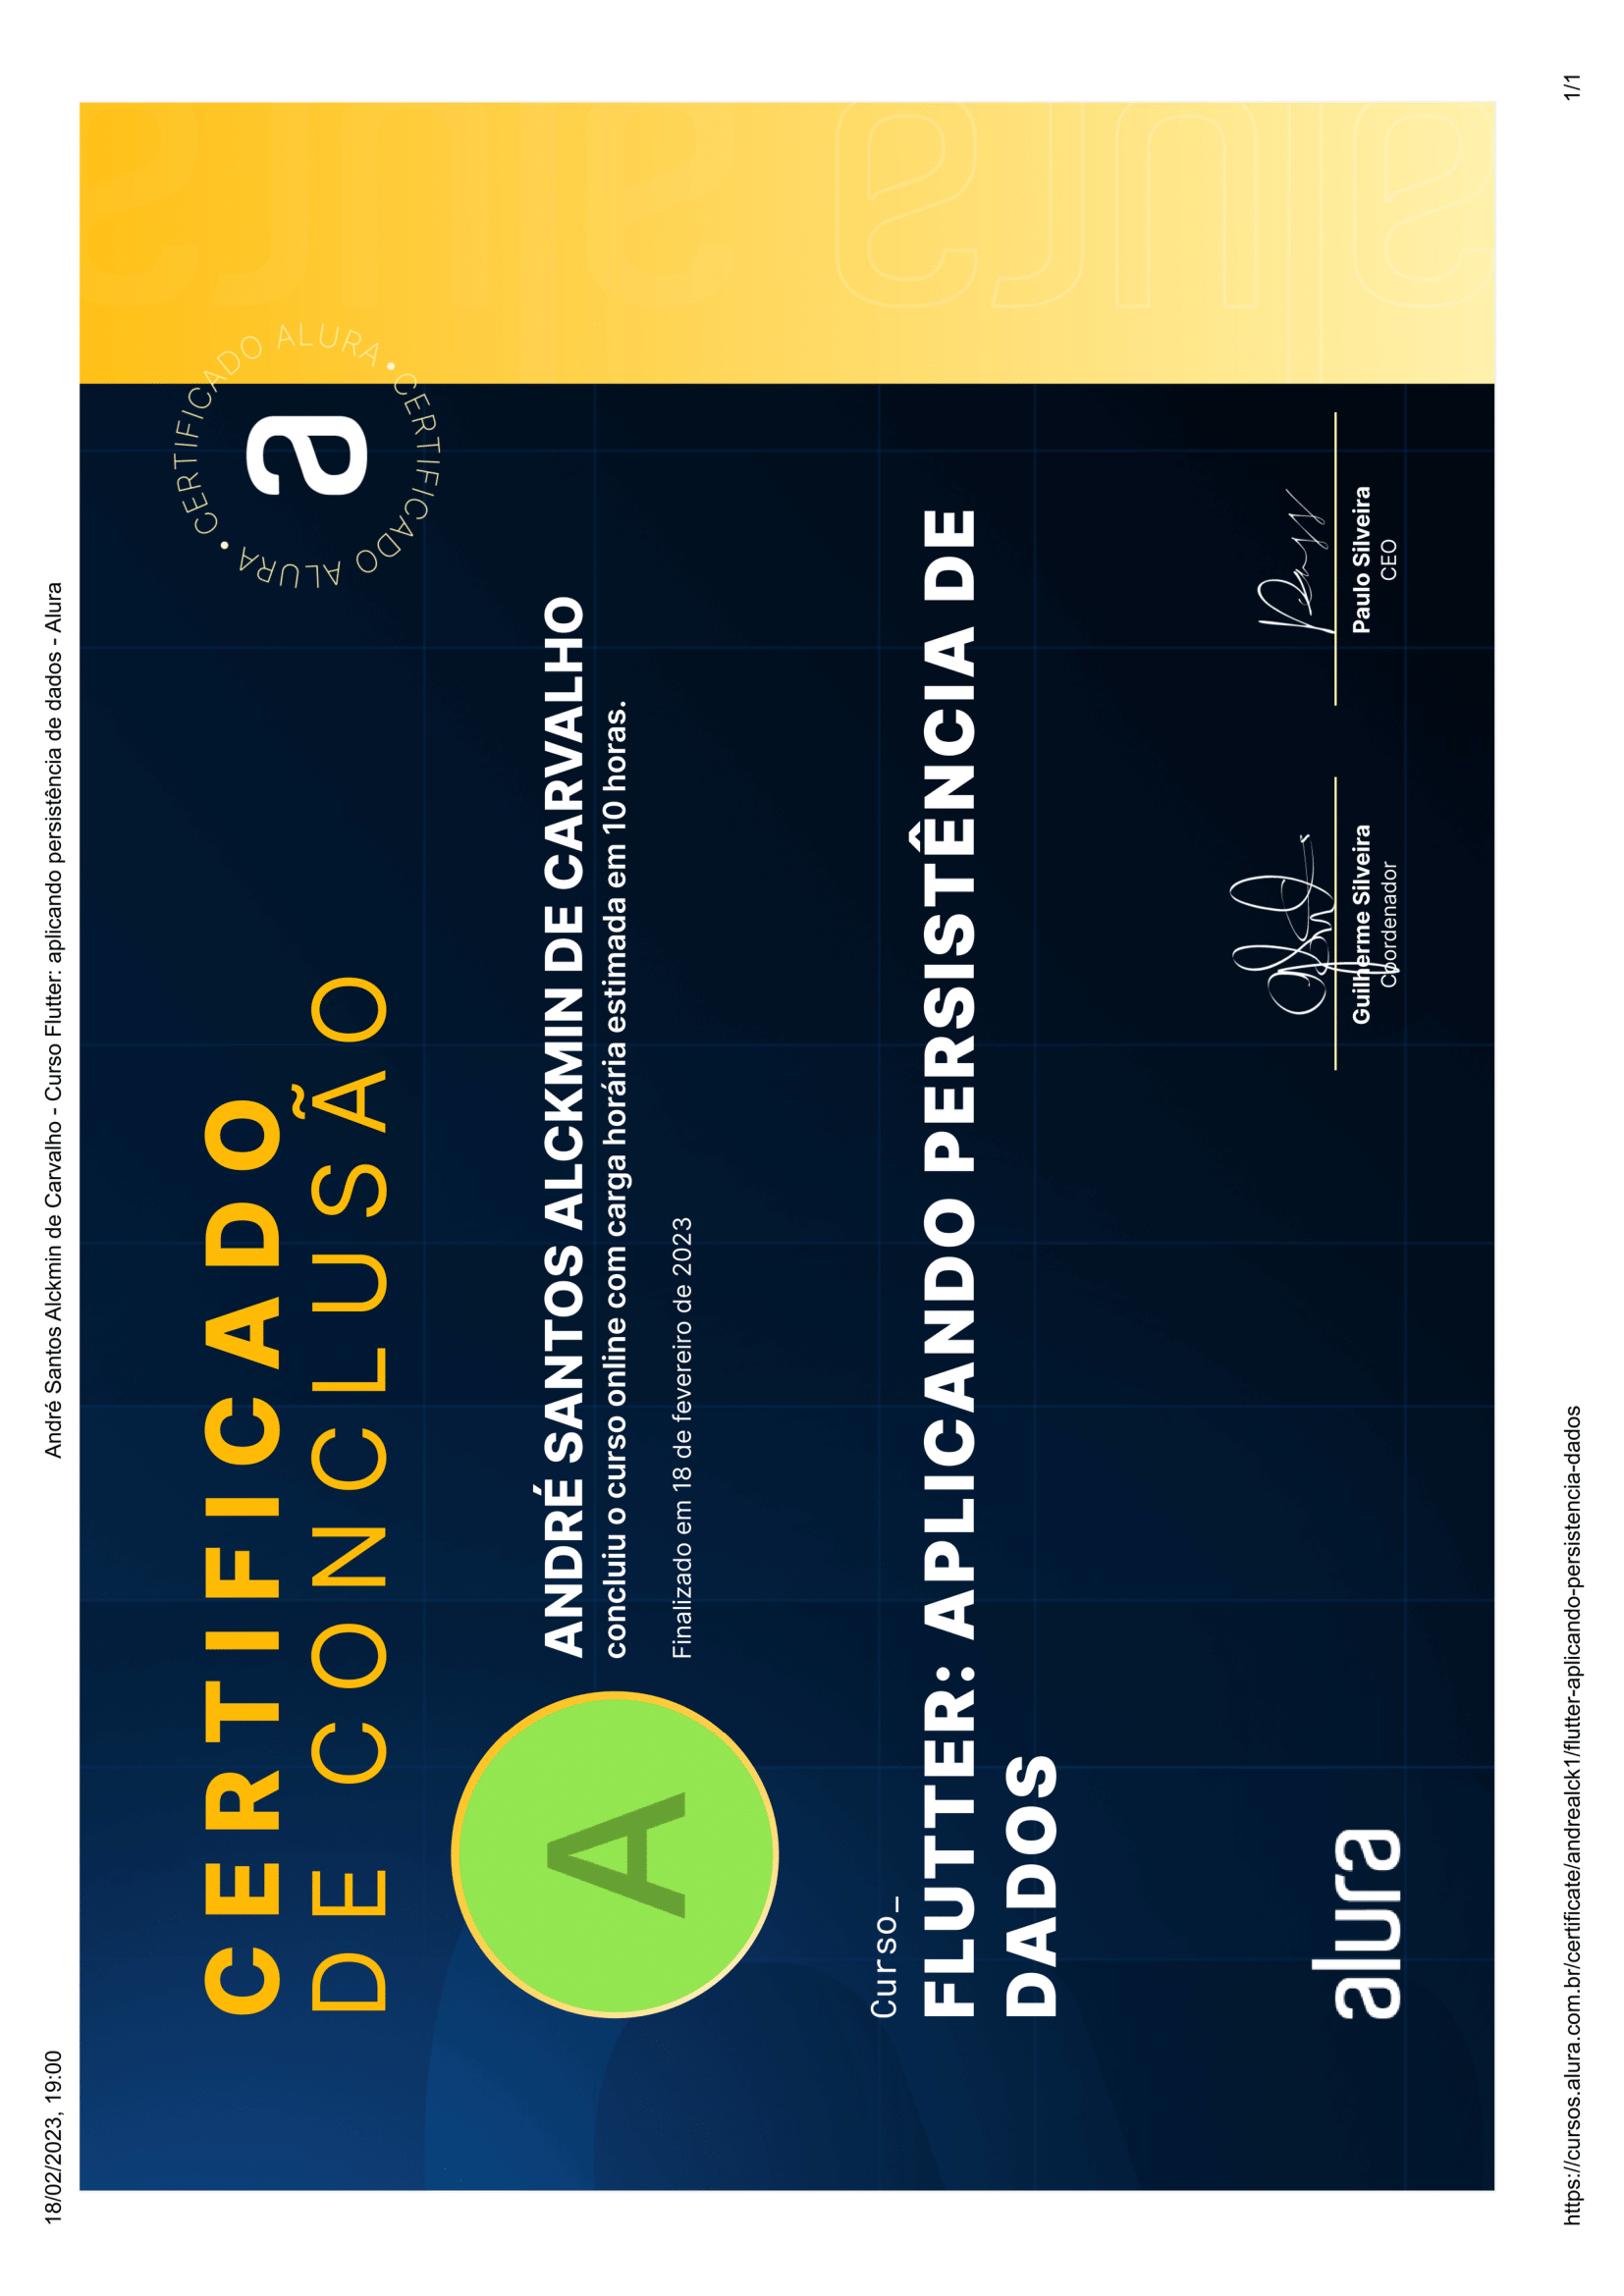 18/02/2023, 19:00
André Santos Alckmin de Carvalho - Curso Flutter: aplicando persistência de dados - Alura
CERTIFICADO
DE CONCLUSÃO
• CERTIFICADO ALURA • CERTIFICADO ALURA
a
A
ANDRÉ SANTOS ALCKMIN DE CARVALHO
concluiu o curso online com carga horária estimada em 10 horas.
Finalizado em 18 de fevereiro de 2023
Curso_
FLUTTER: APLICANDO PERSISTÊNCIA DE
DADOS
alura
Guilherme Silveira
Coordenador
Paulo Silveira
CEO
https://cursos.alura.com.br/certificate/andrealck1/flutter-aplicando-persistencia-dados
1/1